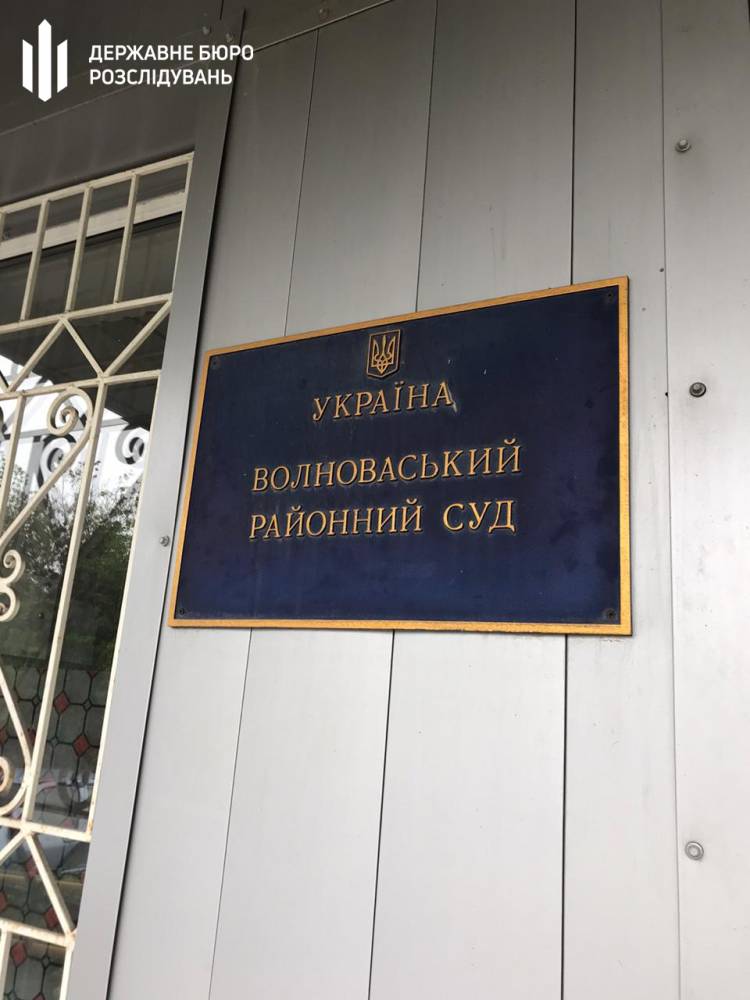 ДЕРЖАВНЕ БЮРО
РОЗСЛІДУВАНЬ
УКРАЇНА
ВОЛНОВАСЬКИЙ
РАЙОННИЙ СУД